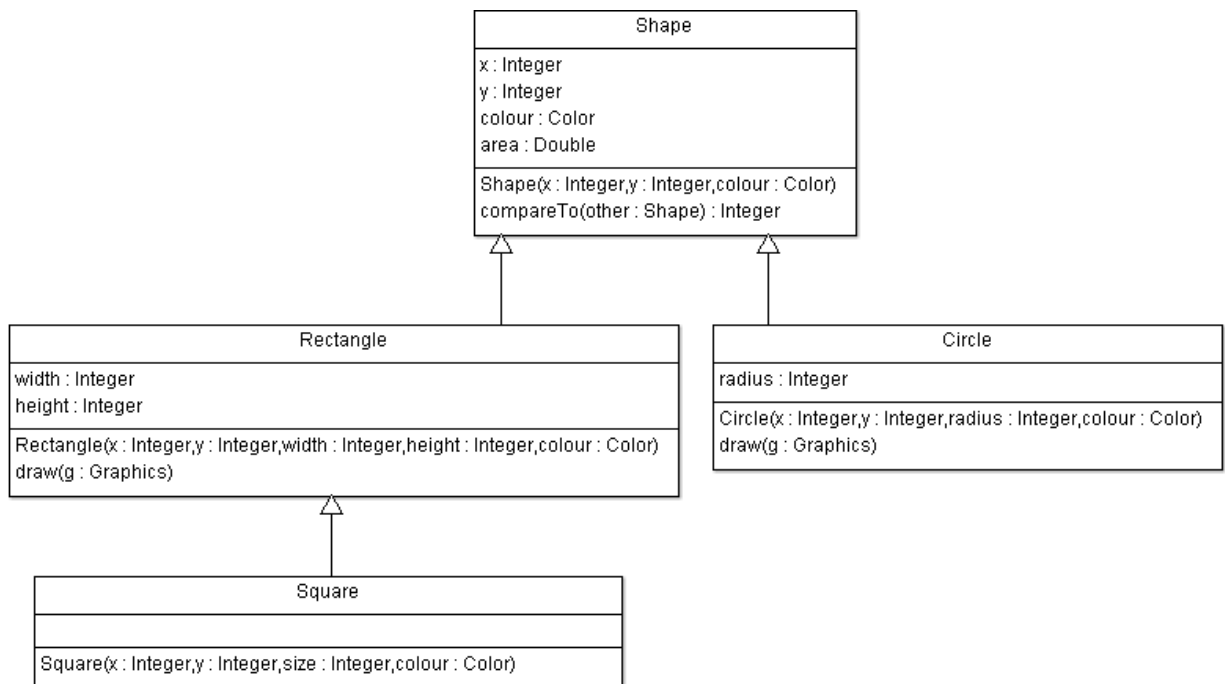 Shape
x : Integer
y : Integer
colour : Color
area : Double
Shape(x : Integer,y : Integer,colour : Color)
compareTo(other : Shape) : Integer
Rectangle
width : Integer
height : Integer
Rectangle(x : Integer,y : Integer,width : Integer,height : Integer,colour : Color)
draw(g : Graphics)
Circle
radius : Integer
Circle(x : Integer,y : Integer,radius : Integer,colour : Color)
draw(g : Graphics)
Square
Square(x : Integer,y : Integer,size : Integer,colour : Color)